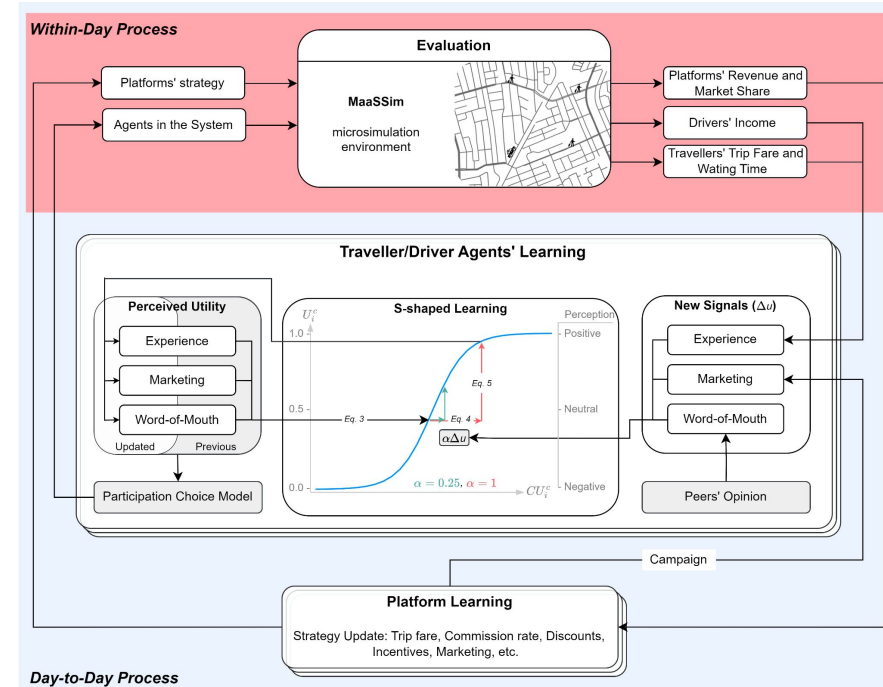 Within-Day Process
Evaluation
Platforms' strategy
Agents in the System
MaaSSim
microsimulation
environment
Platforms' Revenue and
Market Share
Drivers' Income
Travellers' Trip Fare and
Wating Time
Traveller/Driver Agents' Learning
Perceived Utility
Experience
Marketing
Word-of-Mouth
Updated
Previous
Participation Choice Model
S-shaped Learning
U_i^c
Perception
1.0
Positive
Eq. 5
0.5
Neutral
Eq. 3
Eq. 4
αΔu
α = 0.25, α = 1
0.0
CU_i^c
Negative
New Signals (Δu)
Experience
Marketing
Word-of-Mouth
Peers' Opinion
Campaign
Platform Learning
Strategy Update: Trip fare, Commission rate, Discounts,
Incentives, Marketing, etc.
Day-to-Day Process